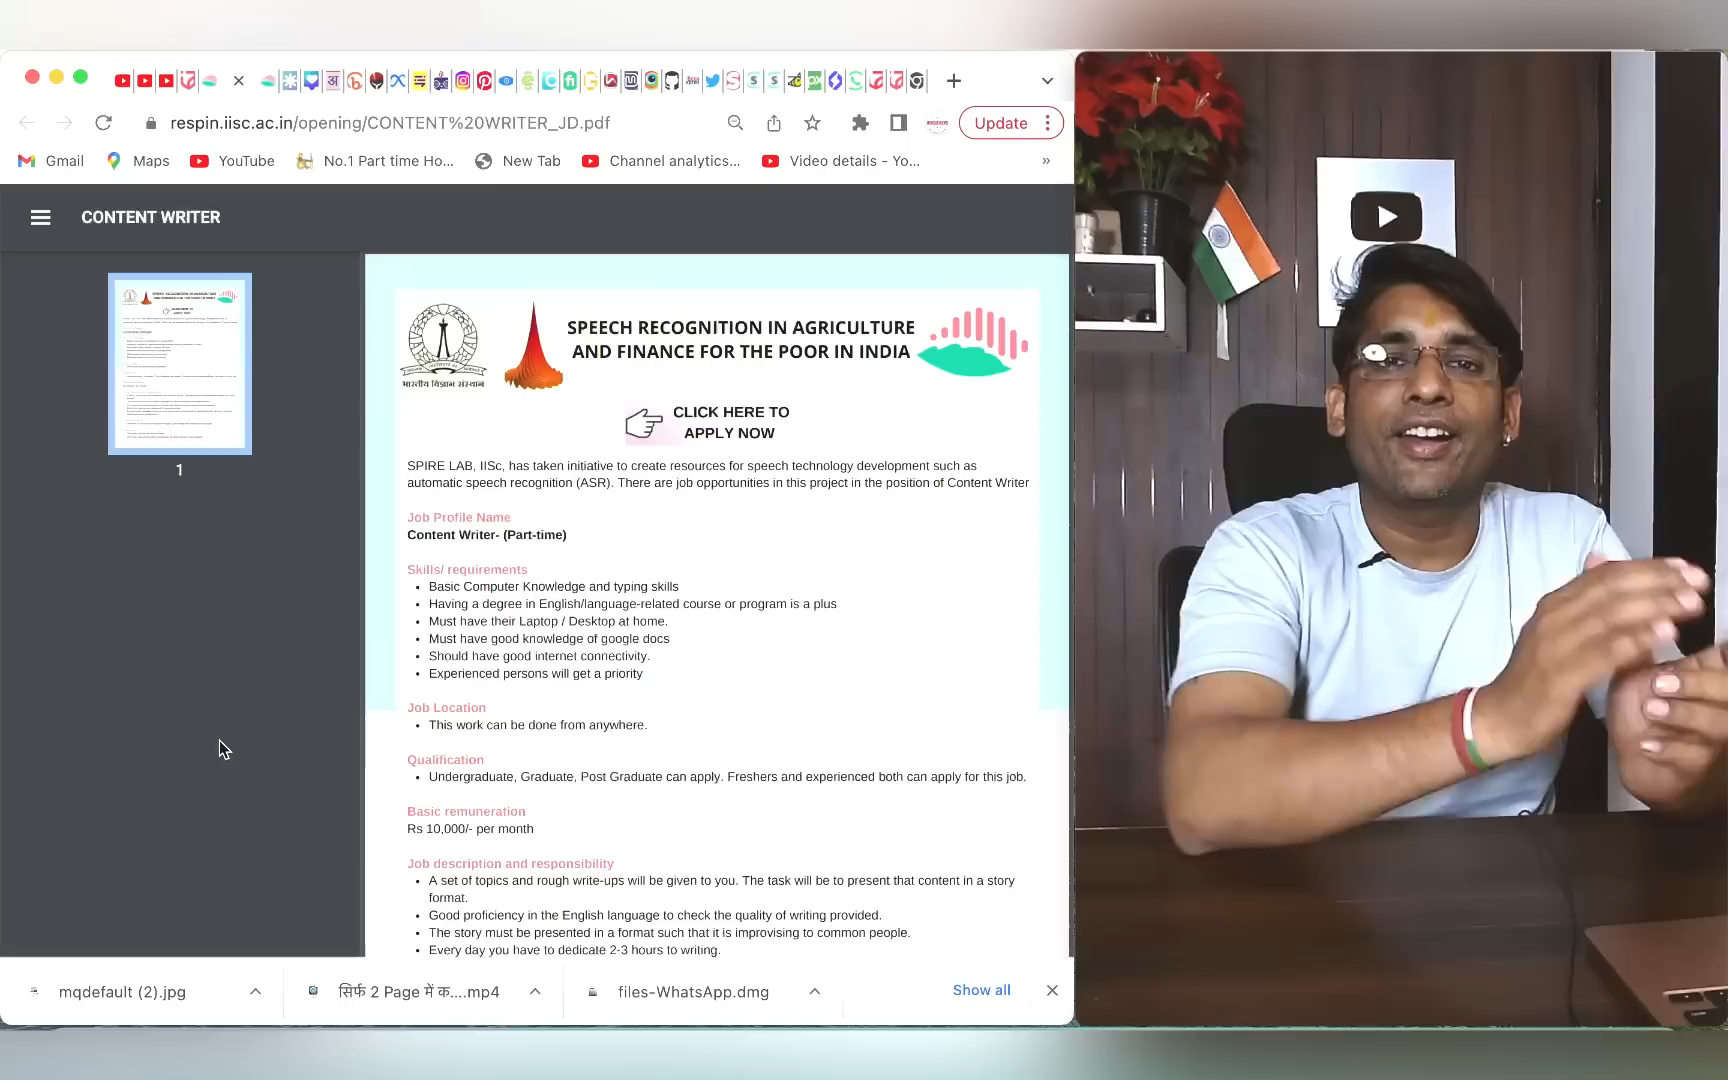 respin.iisc.ac.in/opening/CONTENT%20WRITER_JD.pdf
Update
Gmail
Maps
YouTube
No.1 Part time Ho...
New Tab
Channel analytics...
Video details - Yo...
»
CONTENT WRITER
1
भारतीय विज्ञान संस्थान
SPEECH RECOGNITION IN AGRICULTURE
AND FINANCE FOR THE POOR IN INDIA
CLICK HERE TO
APPLY NOW
SPIRE LAB, IISc, has taken initiative to create resources for speech technology development such as
automatic speech recognition (ASR). There are job opportunities in this project in the position of Content Writer
Job Profile Name
Content Writer- (Part-time)
Skills/ requirements
• Basic Computer Knowledge and typing skills
• Having a degree in English/language-related course or program is a plus
• Must have their Laptop / Desktop at home.
• Must have good knowledge of google docs
• Should have good internet connectivity.
• Experienced persons will get a priority
Job Location
• This work can be done from anywhere.
Qualification
• Undergraduate, Graduate, Post Graduate can apply. Freshers and experienced both can apply for this job.
Basic remuneration
Rs 10,000/- per month
Job description and responsibility
• A set of topics and rough write-ups will be given to you. The task will be to present that content in a story
format.
• Good proficiency in the English language to check the quality of writing provided.
• The story must be presented in a format such that it is improvising to common people.
• Every day you have to dedicate 2-3 hours to writing.
mqdefault (2).jpg
सिर्फ 2 Page में क....mp4
files-WhatsApp.dmg
Show all